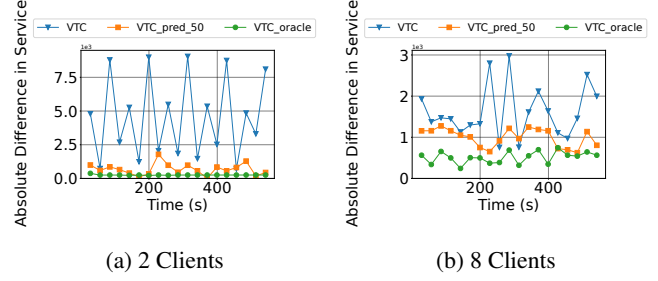 VTC VTC_pred_50 VTC_oracle
Absolute Difference in Service
1e3
7.5
5.0
2.5
0.0
200 400
Time (s)
(a) 2 Clients
VTC VTC_pred_50 VTC_oracle
Absolute Difference in Service
1e3
3
2
1
0
200 400
Time (s)
(b) 8 Clients